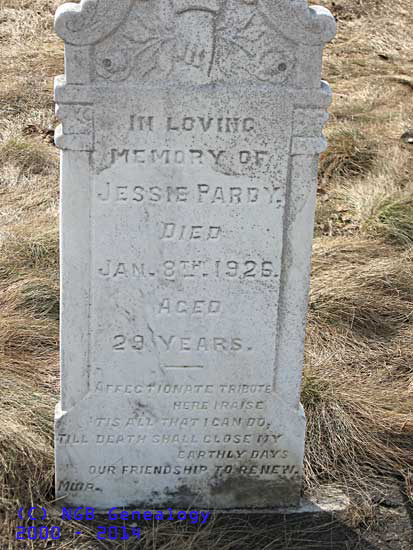 IN LOVING
MEMORY OF
JESSIE PARDY.
DIED
JAN. 8TH. 1926.
AGED
29 YEARS.
AFFECTIONATE TRIBUTE
HERE I RAISE
'TIS ALL THAT I CAN DO,
TILL DEATH SHALL CLOSE MY
EARTHLY DAYS
OUR FRIENDSHIP TO RENEW.
MUIR.
(C) NGB Genealogy
2000 - 2014